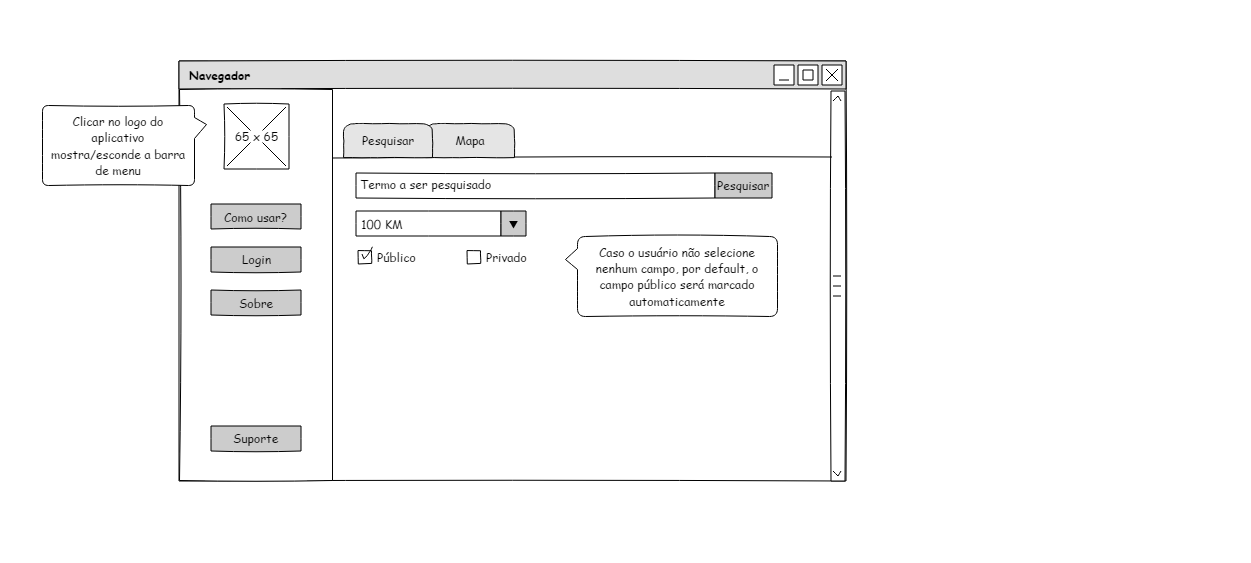 Navegador
Clicar no logo do
aplicativo
mostra/esconde a barra
de menu
65 x 65
Pesquisar
Mapa
Termo a ser pesquisado
Pesquisar
100 KM
Público
Privado
Caso o usuário não selecione
nenhum campo, por default, o
campo público será marcado
automaticamente
Como usar?
Login
Sobre
Suporte